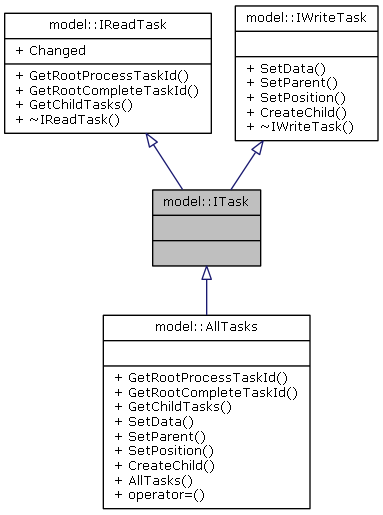 model::IReadTask
+ Changed
+ GetRootProcessTaskId()
+ GetRootCompleteTaskId()
+ GetChildTasks()
+ ~IReadTask()
model::IWriteTask
+ SetData()
+ SetParent()
+ SetPosition()
+ CreateChild()
+ ~IWriteTask()
model::ITask
model::AllTasks
+ GetRootProcessTaskId()
+ GetRootCompleteTaskId()
+ GetChildTasks()
+ SetData()
+ SetParent()
+ SetPosition()
+ CreateChild()
+ AllTasks()
+ operator=()